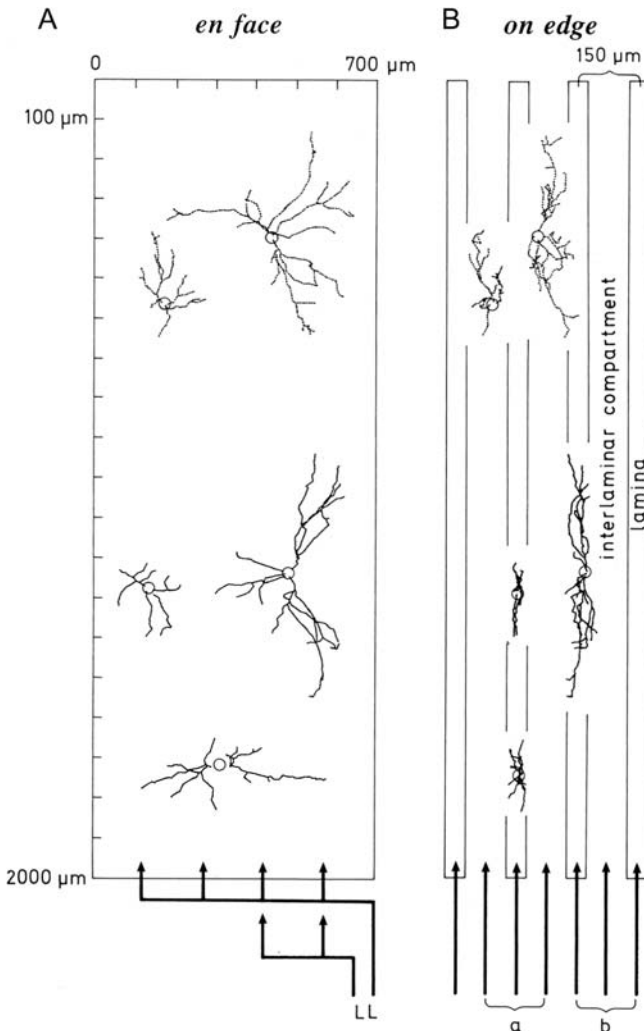 A en face
0 700 µm
100 µm
2000 µm
LL
B on edge
150 µm
interlaminar compartment
lamina
a b